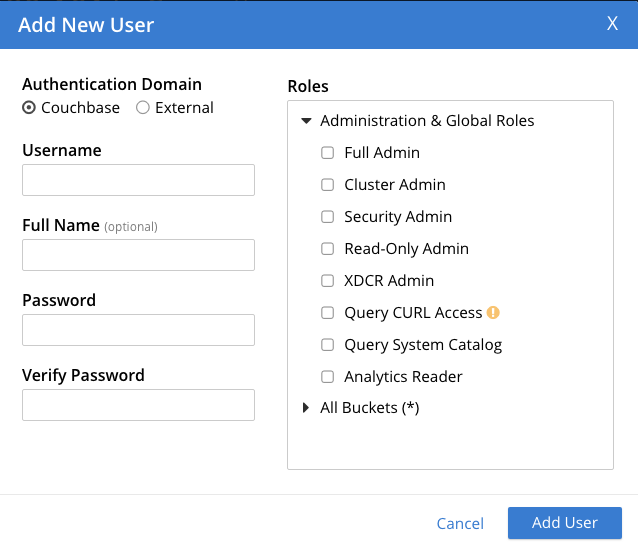 Add New User
X
Authentication Domain
Couchbase
External
Username
Full Name (optional)
Password
Verify Password
Roles
Administration & Global Roles
Full Admin
Cluster Admin
Security Admin
Read-Only Admin
XDCR Admin
Query CURL Access
Query System Catalog
Analytics Reader
All Buckets (*)
Cancel
Add User